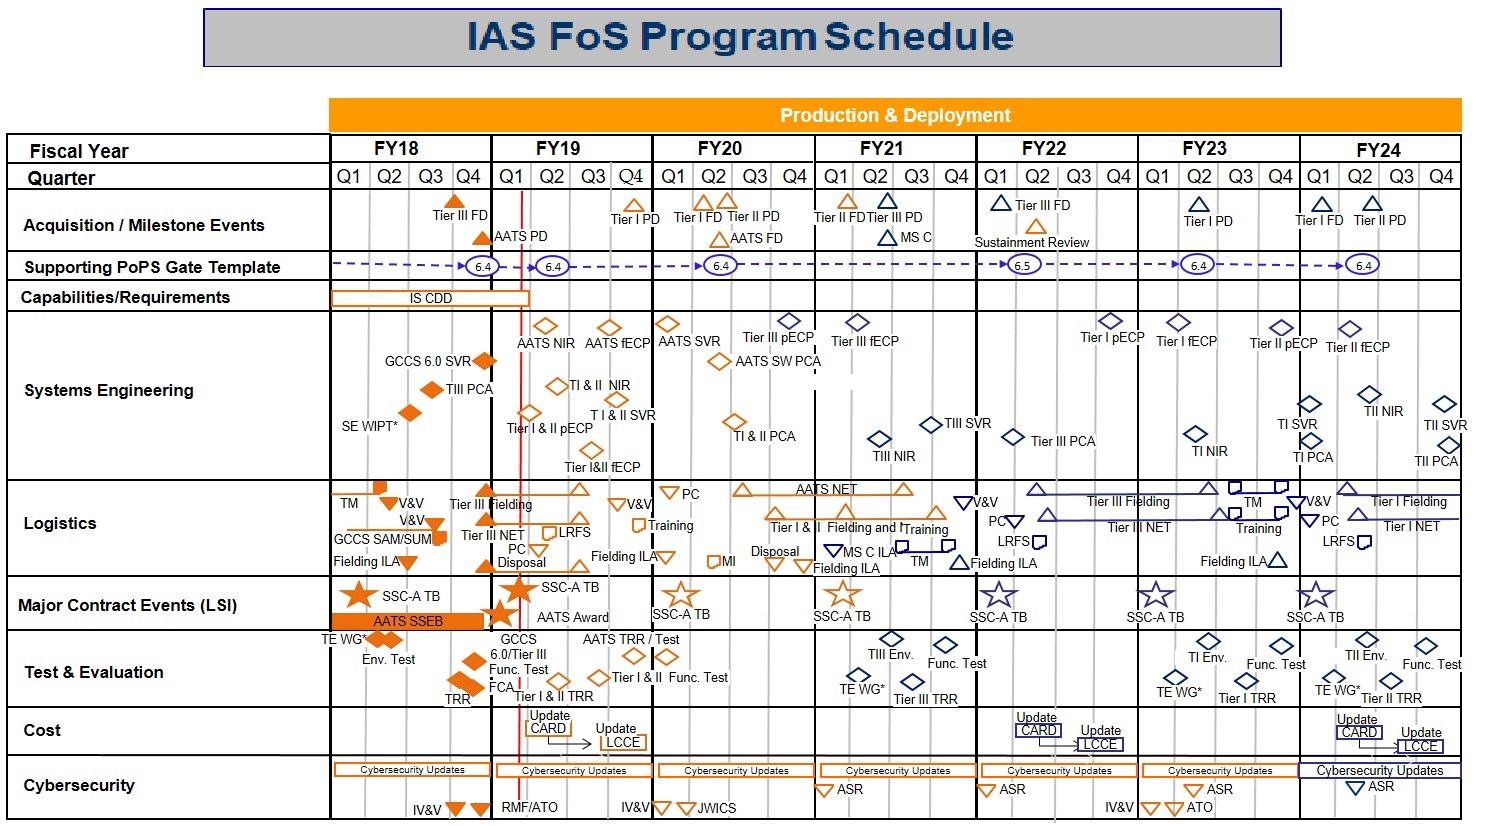 IAS FoS Program Schedule
Production & Deployment
Fiscal Year FY18 FY19 FY20 FY21 FY22 FY23 FY24
Quarter Q1 Q2 Q3 Q4 Q1 Q2 Q3 Q4 Q1 Q2 Q3 Q4 Q1 Q2 Q3 Q4 Q1 Q2 Q3 Q4 Q1 Q2 Q3 Q4 Q1 Q2 Q3 Q4
Acquisition / Milestone Events
Tier III FD Tier I PD Tier I FD Tier II PD Tier II FD Tier III PD Tier III FD Tier I PD Tier I FD Tier II PD
AATS PD AATS FD MS C Sustainment Review
Supporting PoPS Gate Template 6.4 6.4 6.4 6.5 6.4 6.4
Capabilities/Requirements IS CDD
Systems Engineering
AATS NIR AATS fECP AATS SVR Tier III pECP Tier III fECP Tier I pECP Tier I fECP Tier II pECP Tier II fECP
GCCS 6.0 SVR AATS SW PCA
TIII PCA TI & II NIR
SE WIPT* Tier I & II pECP T I & II SVR TI & II PCA TIII SVR TI SVR TII NIR TII SVR
Tier I&II fECP TIII NIR Tier III PCA TI NIR TI PCA TII PCA
Logistics
TM V&V Tier III Fielding V&V PC AATS NET V&V Tier III Fielding TM V&V Tier I Fielding
V&V Training Tier I & II Fielding and Training PC Tier III NET Training PC Tier I NET
GCCS SAM/SUM Tier III NET LRFS LRFS LRFS
PC Fielding ILA MI Disposal MS C ILA TM
Fielding ILA Disposal Fielding ILA Fielding ILA Fielding ILA
Major Contract Events (LSI)
SSC-A TB SSC-A TB SSC-A TB SSC-A TB SSC-A TB SSC-A TB SSC-A TB
AATS SSEB AATS Award
Test & Evaluation
TE WG* GCCS AATS TRR / Test
Env. Test 6.0/Tier III TIII Env. Func. Test TI Env. Func. Test TII Env. Func. Test
Func. Test Tier I & II Func. Test
FCA TE WG* TE WG* TE WG*
TRR Tier I & II TRR Tier III TRR Tier I TRR Tier II TRR
Cost
Update Update Update
CARD Update CARD Update CARD Update
LCCE LCCE LCCE
Cybersecurity
Cybersecurity Updates Cybersecurity Updates Cybersecurity Updates Cybersecurity Updates Cybersecurity Updates Cybersecurity Updates Cybersecurity Updates
ASR ASR ASR ASR
IV&V RMF/ATO IV&V JWICS IV&V ATO